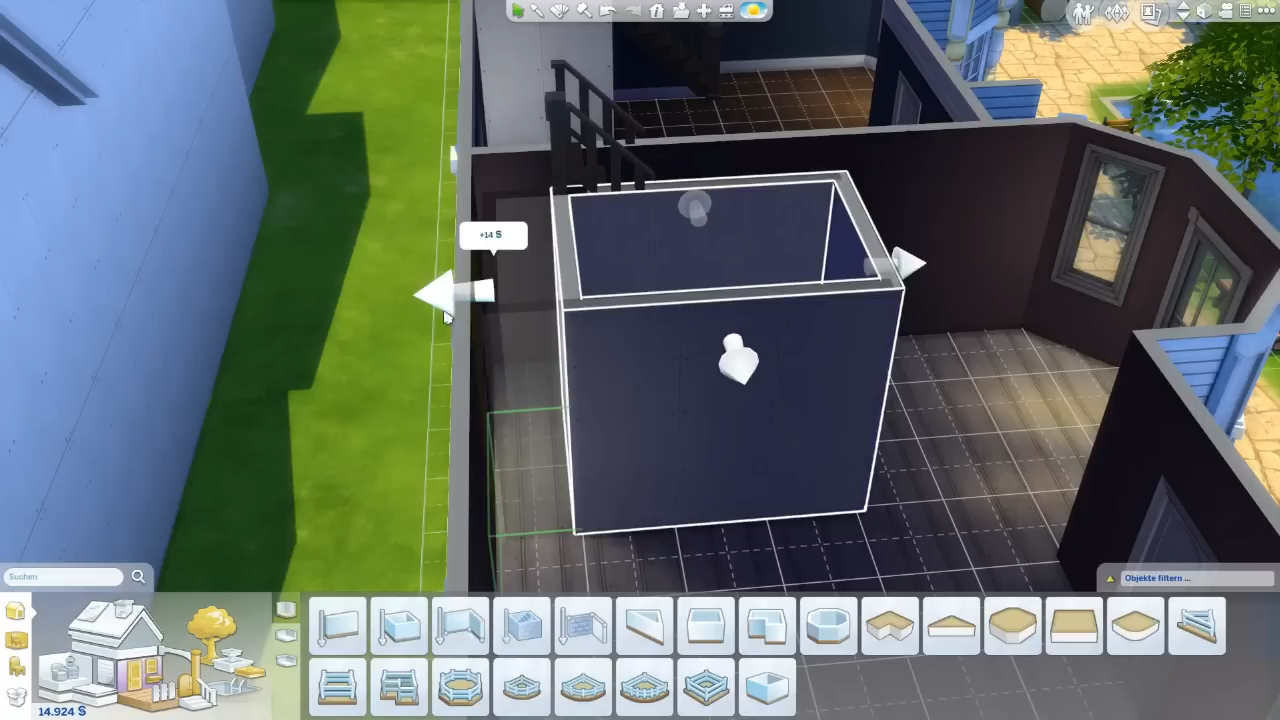 +14 $
Suchen
Objekte filtern ...
14.924 $